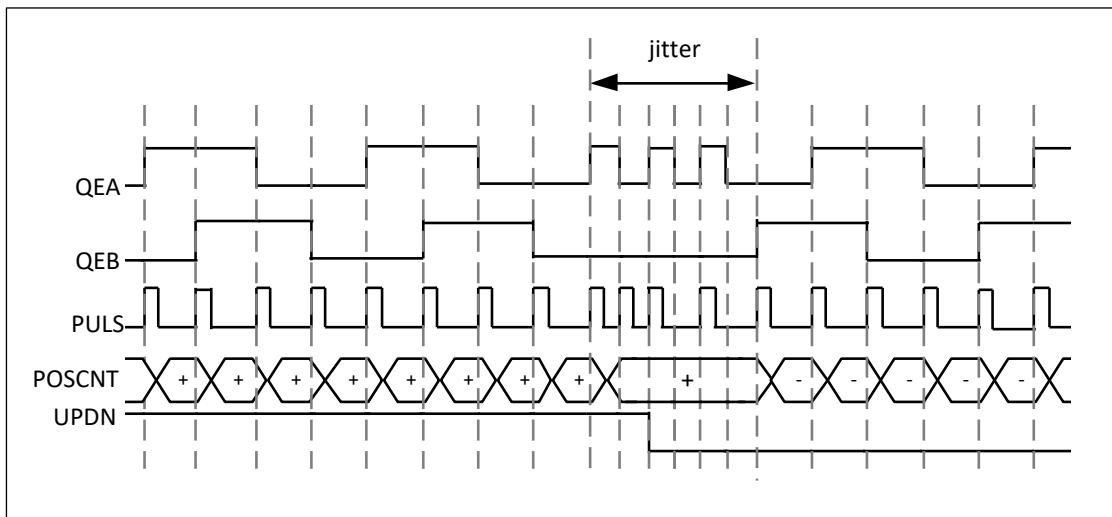 jitter
QEA
QEB
PULS
POSCNT + + + + + + + + + - - - - -
UPDN